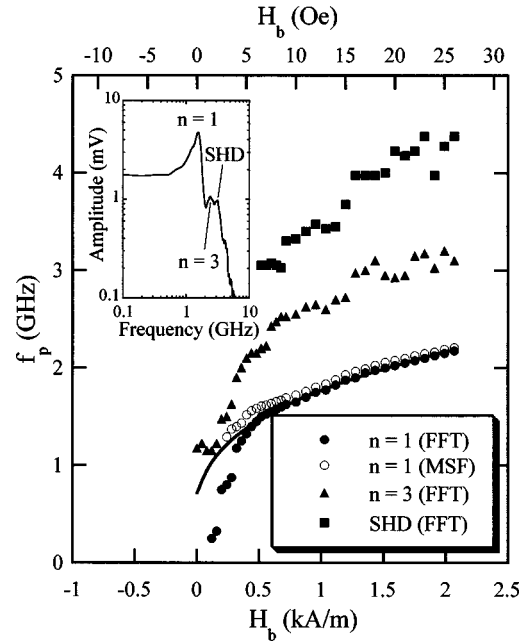 H_b (Oe)
-10 -5 0 5 10 15 20 25 30
5
4
3
2
1
0
f_p (GHz)
10
1
0.1
Amplitude (mV)
n = 1
SHD
n = 3
0.1 1 10
Frequency (GHz)
n = 1 (FFT)
n = 1 (MSF)
n = 3 (FFT)
SHD (FFT)
-1 -0.5 0 0.5 1 1.5 2 2.5
H_b (kA/m)